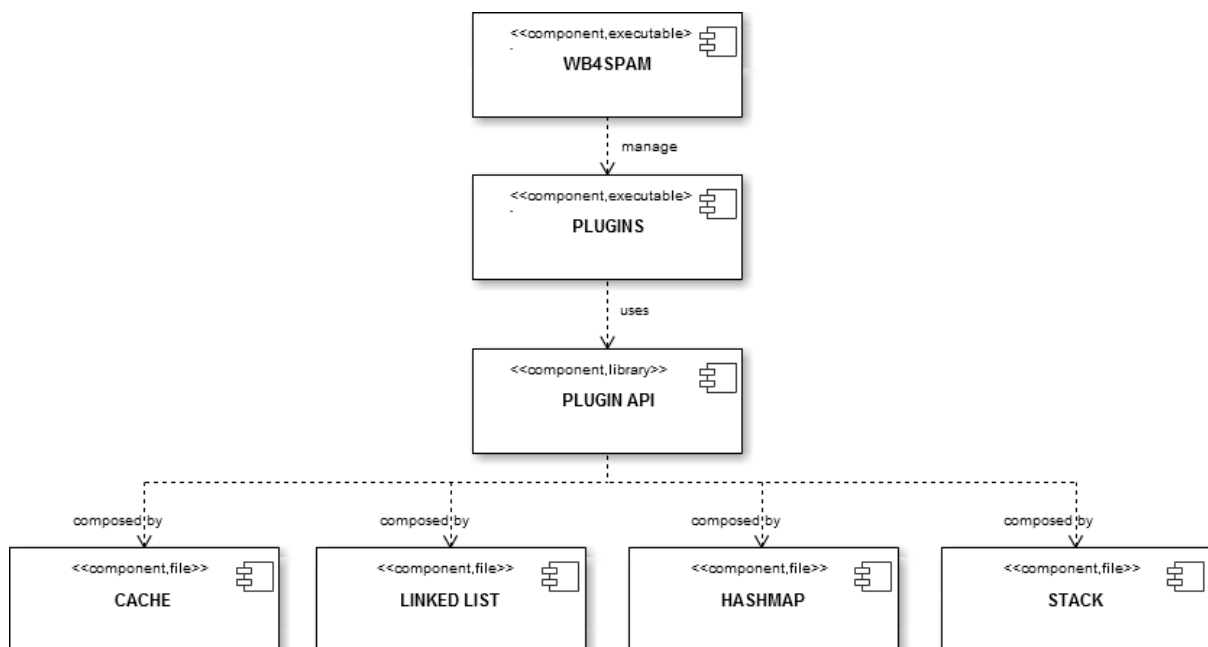 <<component,executable>
.
WB4SPAM
manage
<<component,executable>
.
PLUGINS
uses
<<component,library>>
PLUGIN API
composed by composed by composed by composed by
<<component,file>> <<component,file>> <<component,file>> <<component,file>>
CACHE LINKED LIST HASHMAP STACK